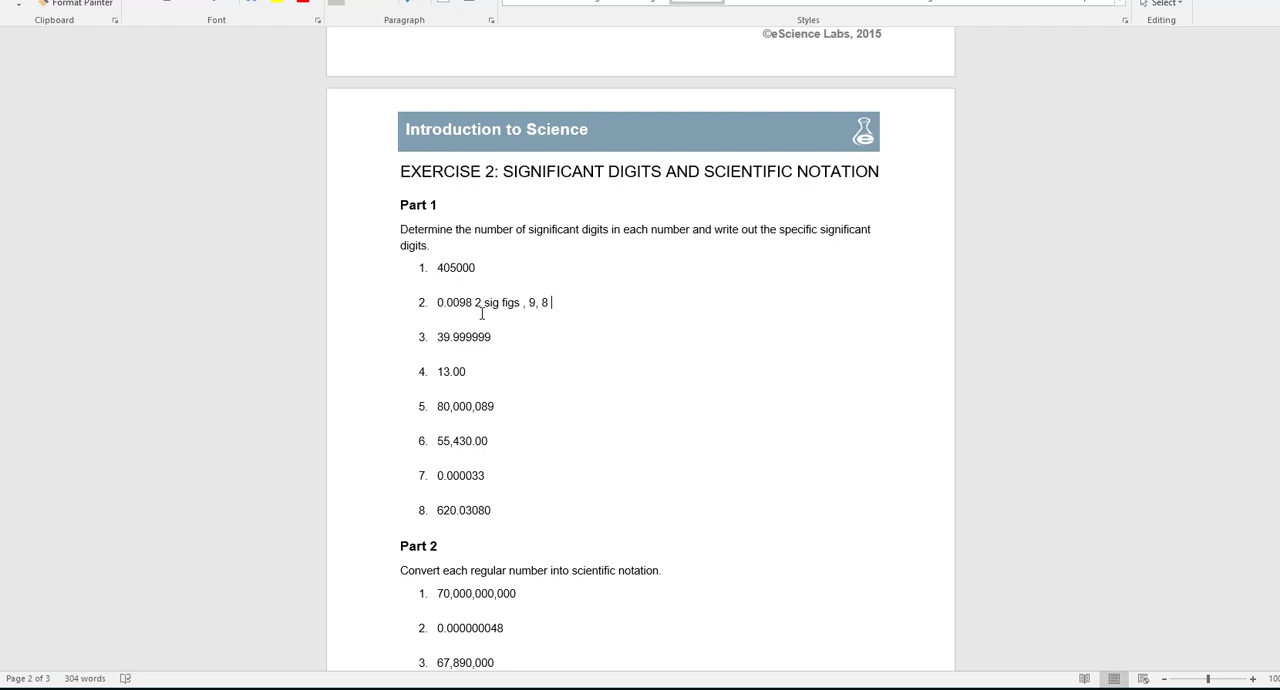 Format Painter
Select
Clipboard Font Paragraph Styles Editing
©eScience Labs, 2015
Introduction to Science
EXERCISE 2: SIGNIFICANT DIGITS AND SCIENTIFIC NOTATION
Part 1
Determine the number of significant digits in each number and write out the specific significant
digits.
1. 405000
2. 0.0098 2 sig figs , 9, 8
3. 39.999999
4. 13.00
5. 80,000,089
6. 55,430.00
7. 0.000033
8. 620.03080
Part 2
Convert each regular number into scientific notation.
1. 70,000,000,000
2. 0.000000048
3. 67,890,000
Page 2 of 3 304 words